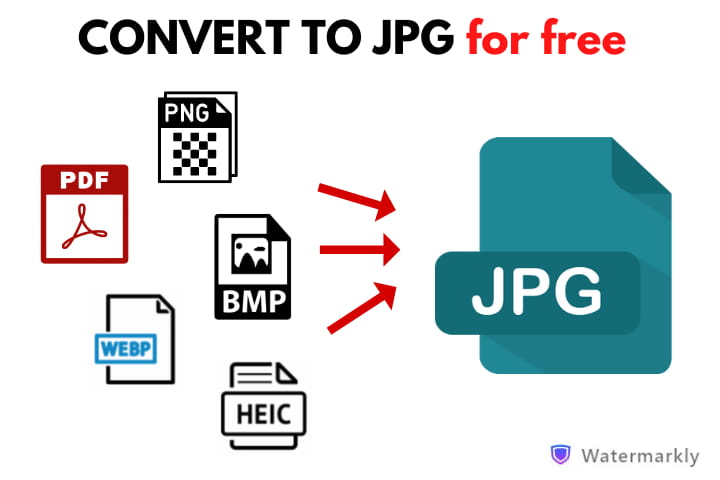 CONVERT TO JPG for free
PNG
PDF
BMP
JPG
WEBP
HEIC
Watermarkly